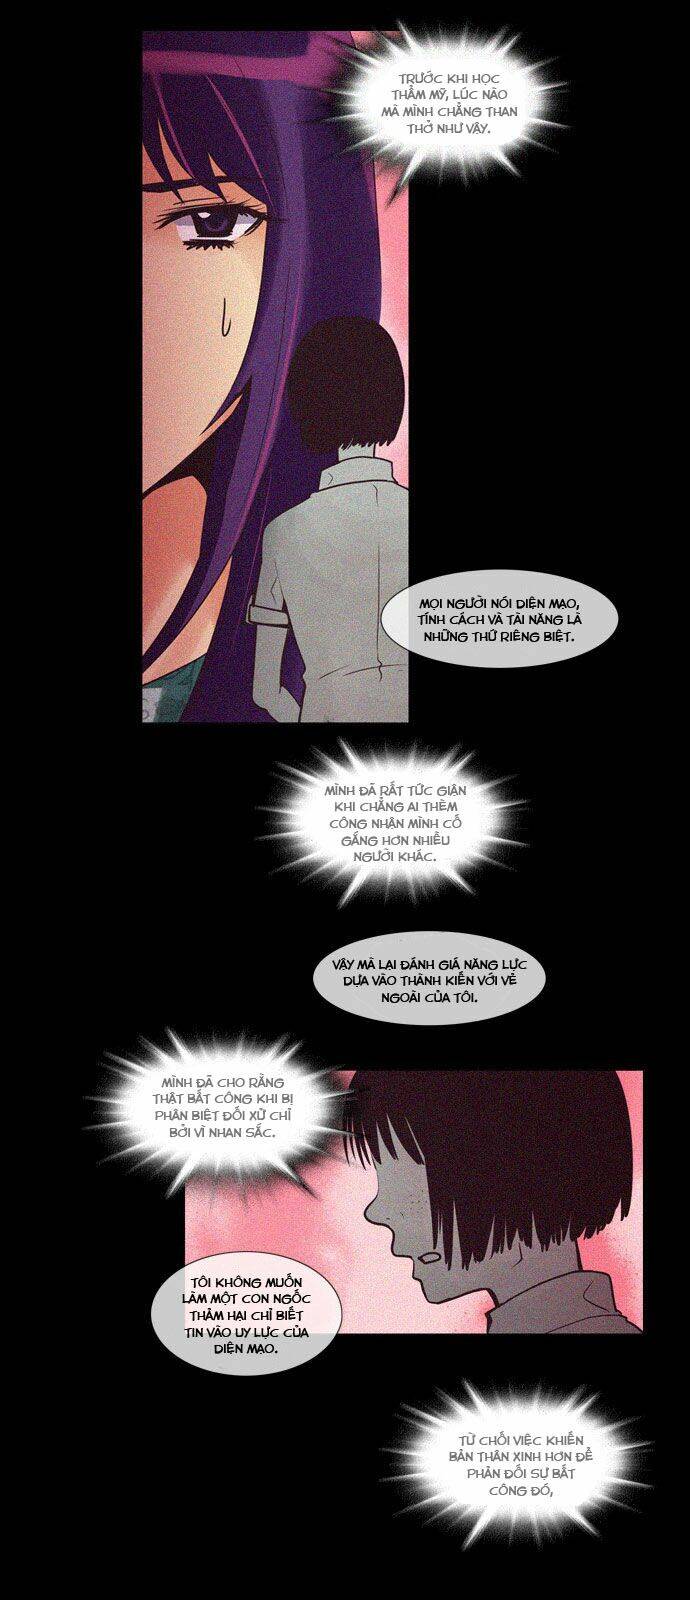 TRƯỚC KHI HỌC
THẨM MỸ, LÚC NÀO
MÀ MÌNH CHẲNG THAN
THỞ NHƯ VẬY.
MỌI NGƯỜI NÓI DIỆN MẠO,
TÍNH CÁCH VÀ TÀI NĂNG LÀ
NHỮNG THỨ RIÊNG BIỆT.
MÌNH ĐÃ RẤT TỨC GIẬN
KHI CHẲNG AI THÈM
CÔNG NHẬN MÌNH CỐ
GẮNG HƠN NHIỀU
NGƯỜI KHÁC.
VẬY MÀ LẠI ĐÁNH GIÁ NĂNG LỰC
DỰA VÀO THÀNH KIẾN VỚI VẺ
NGOÀI CỦA TÔI.
MÌNH ĐÃ CHO RẰNG
THẬT BẤT CÔNG KHI BỊ
PHÂN BIỆT ĐỐI XỬ CHỈ
BỞI VÌ NHAN SẮC.
TÔI KHÔNG MUỐN
LÀM MỘT CON NGỐC
THẢM HẠI CHỈ BIẾT
TIN VÀO UY LỰC CỦA
DIỆN MẠO.
TỪ CHỐI VIỆC KHIẾN
BẢN THÂN XINH HƠN ĐỂ
PHẢN ĐỐI SỰ BẤT
CÔNG ĐÓ,